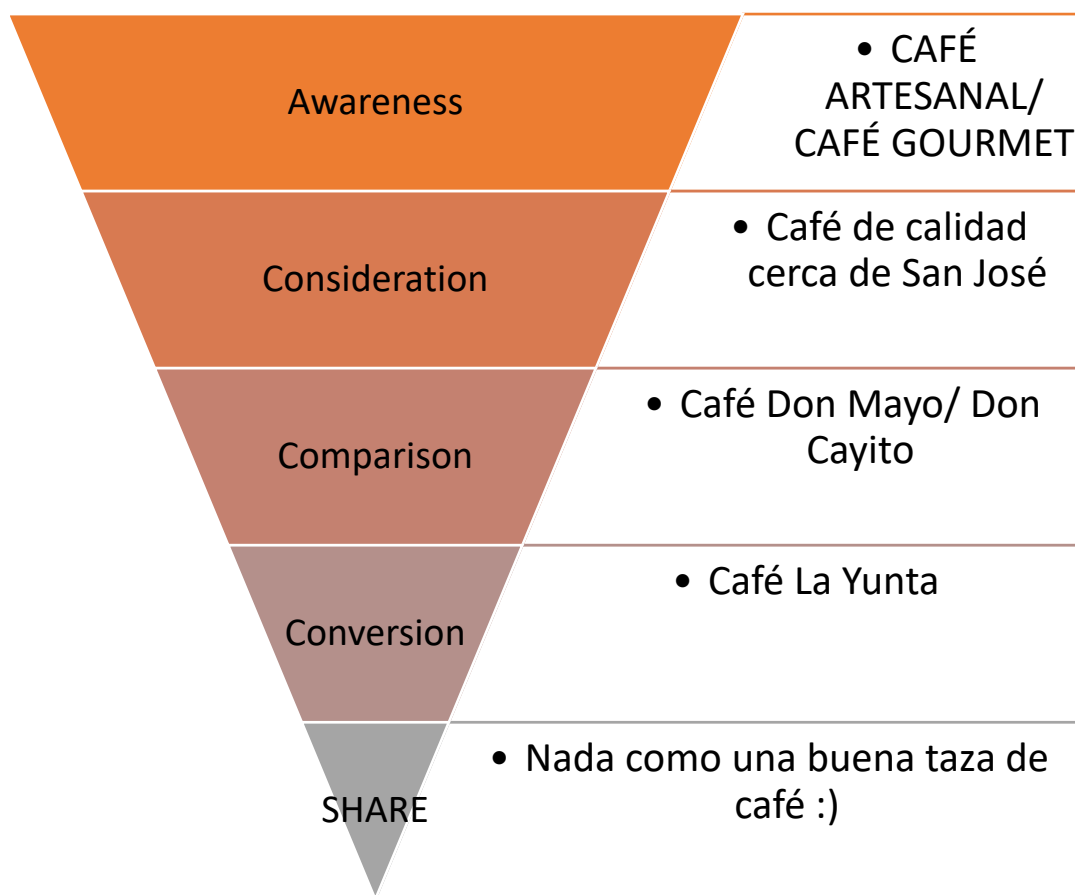 Awareness
• CAFÉ
ARTESANAL/
CAFÉ GOURMET
Consideration
• Café de calidad
cerca de San José
Comparison
• Café Don Mayo/ Don
Cayito
Conversion
• Café La Yunta
SHARE
• Nada como una buena taza de
café :)